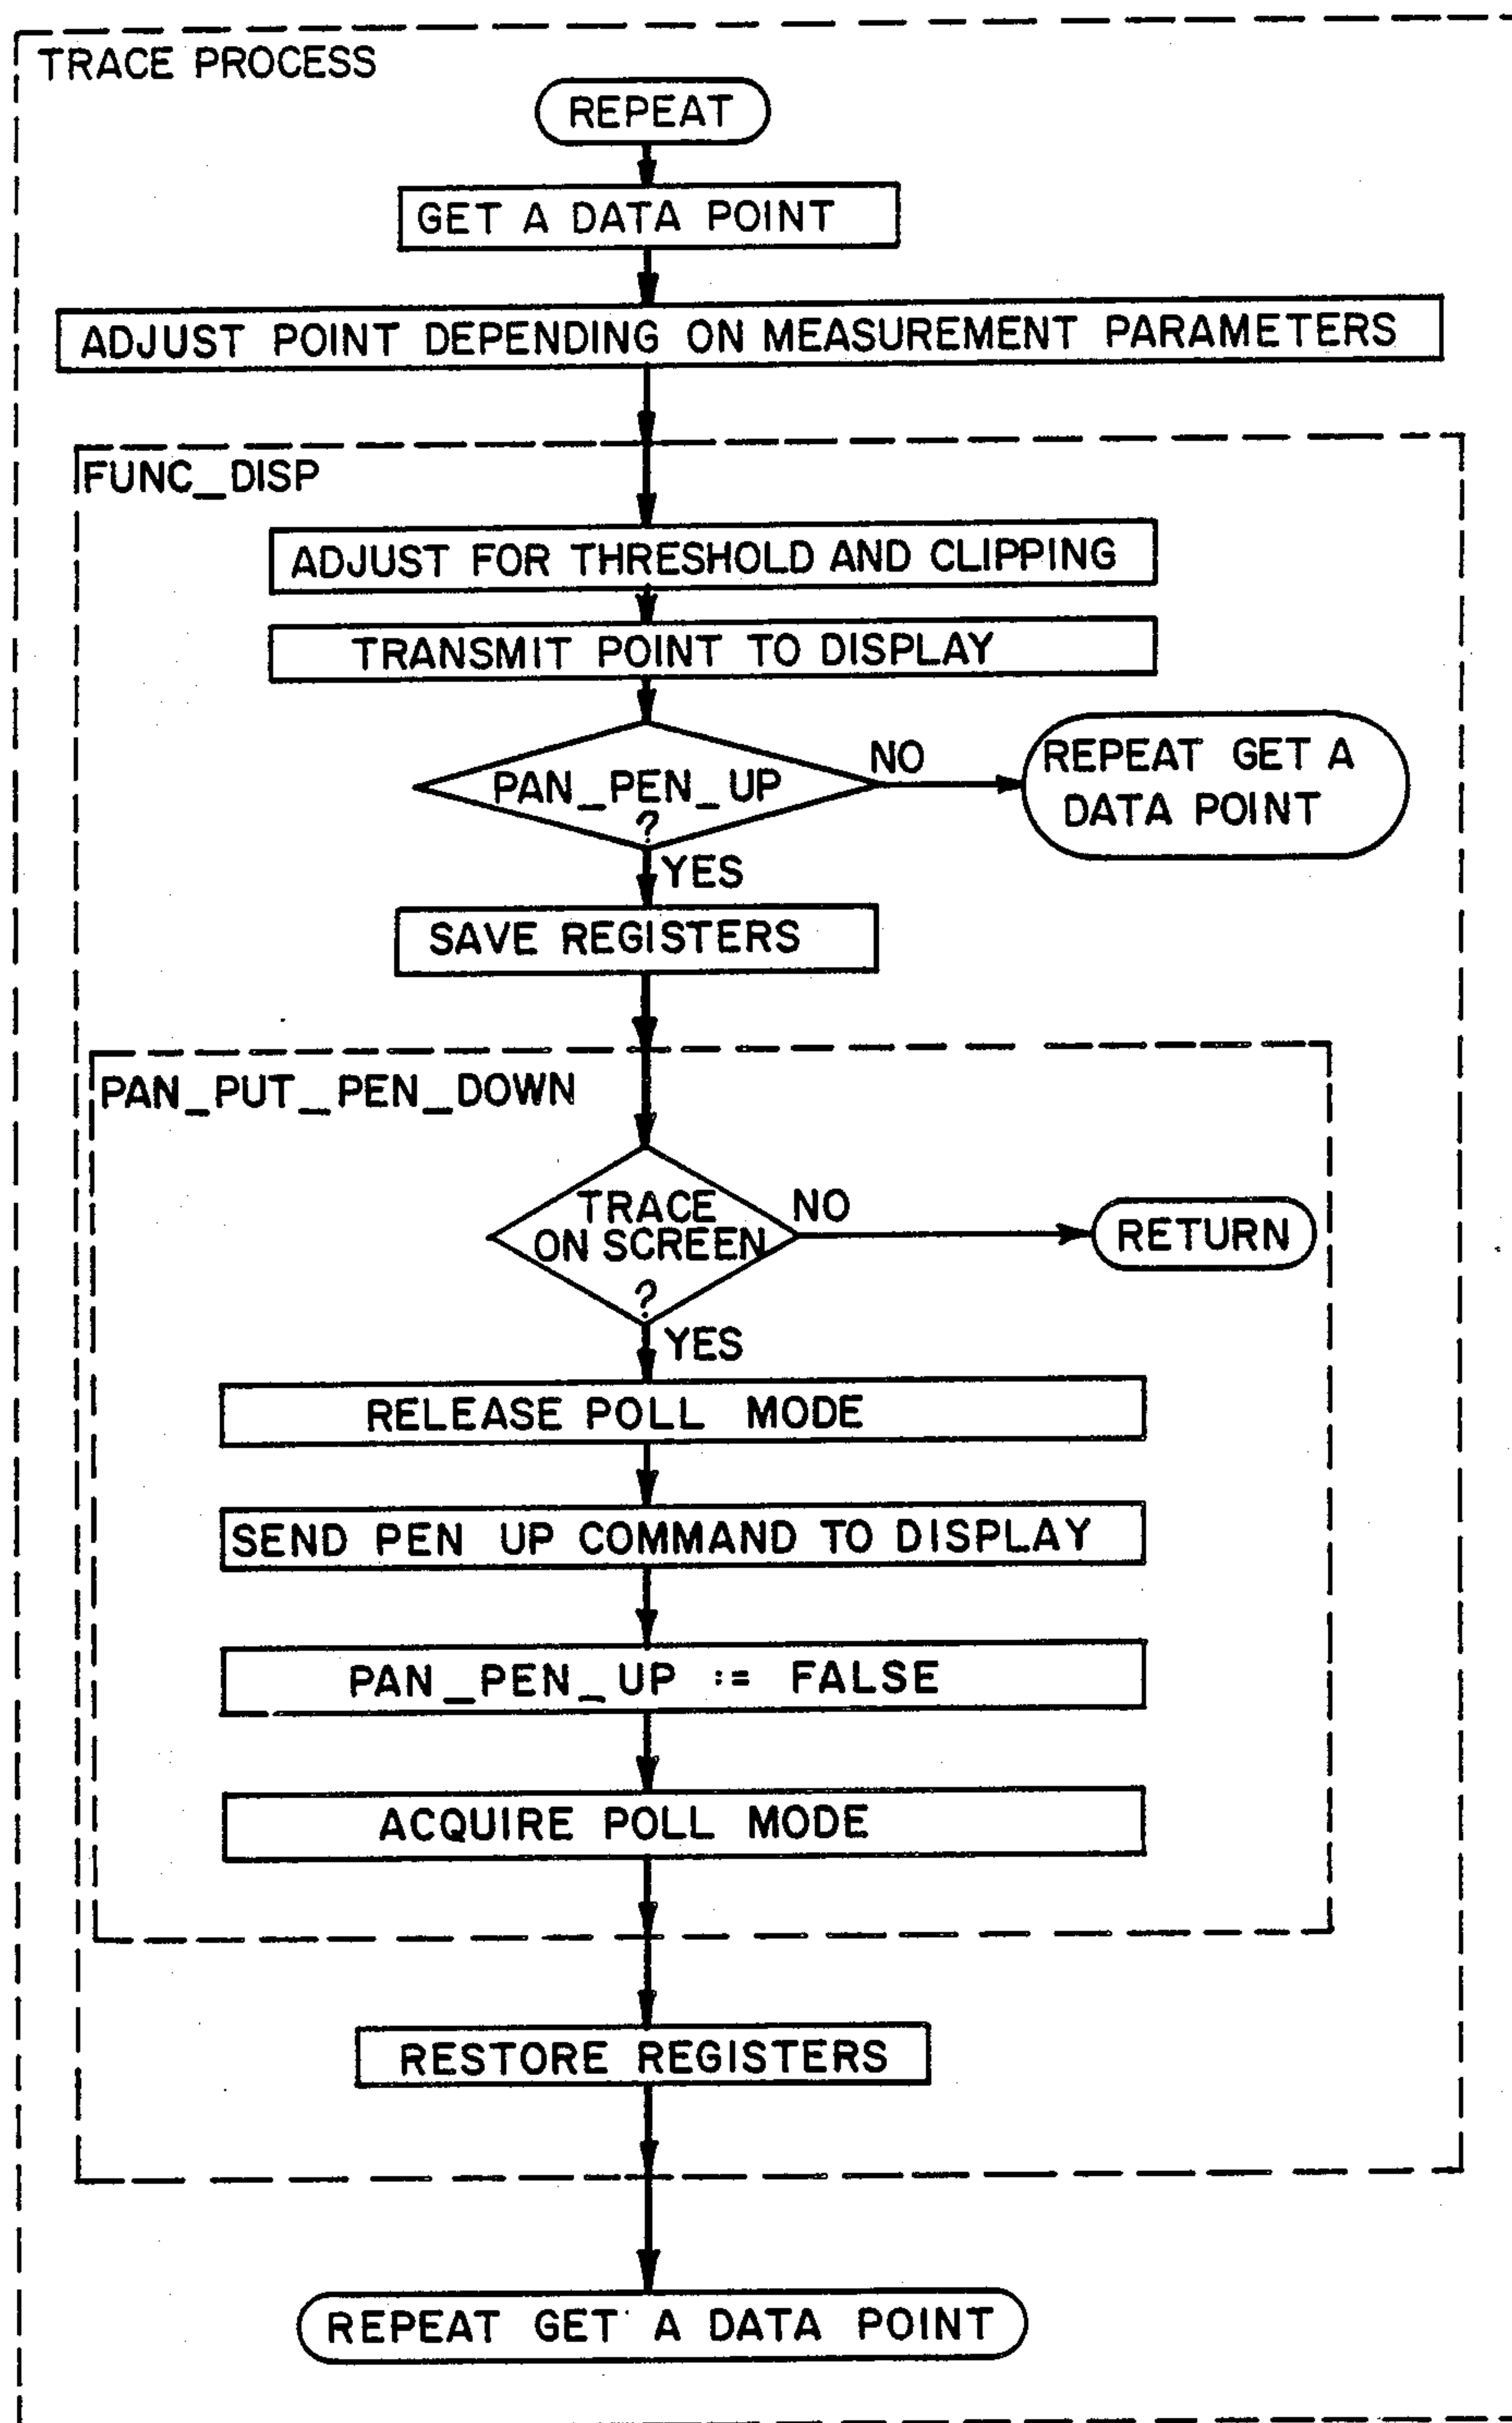 TRACE PROCESS
REPEAT
GET A DATA POINT
ADJUST POINT DEPENDING ON MEASUREMENT PARAMETERS
FUNC_DISP
ADJUST FOR THRESHOLD AND CLIPPING
TRANSMIT POINT TO DISPLAY
PAN_PEN_UP
?
NO
REPEAT GET A
DATA POINT
YES
SAVE REGISTERS
PAN_PUT_PEN_DOWN
TRACE
ON SCREEN
?
NO
RETURN
YES
RELEASE POLL MODE
SEND PEN UP COMMAND TO DISPLAY
PAN_PEN_UP := FALSE
ACQUIRE POLL MODE
RESTORE REGISTERS
REPEAT GET A DATA POINT